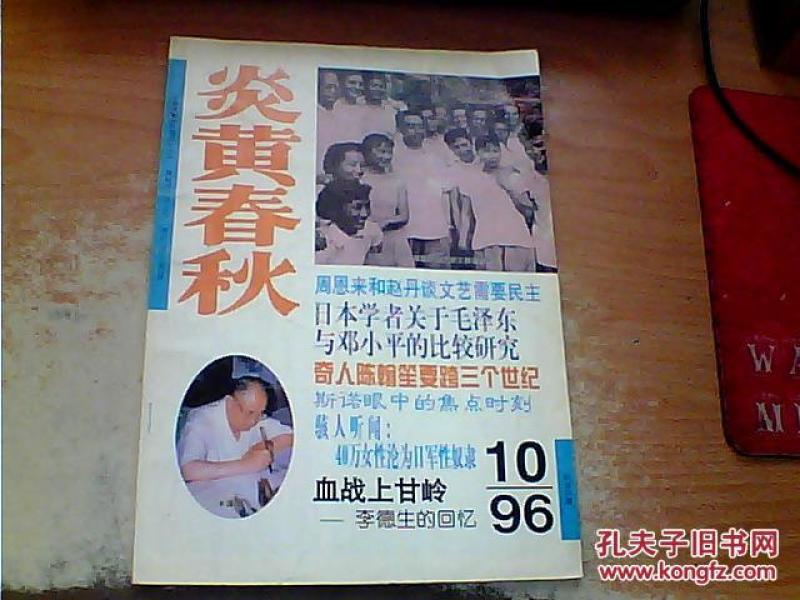 炎黄春秋
周恩来和赵丹谈文艺需要民主
日本学者关于毛泽东
与邓小平的比较研究
奇人陈翰笙要跨三个世纪
斯诺眼中的焦点时刻
骇人听闻:
40万女性沦为日军性奴隶
血战上甘岭
— 李德生的回忆
10
96
孔夫子旧书网
www.kongfz.com